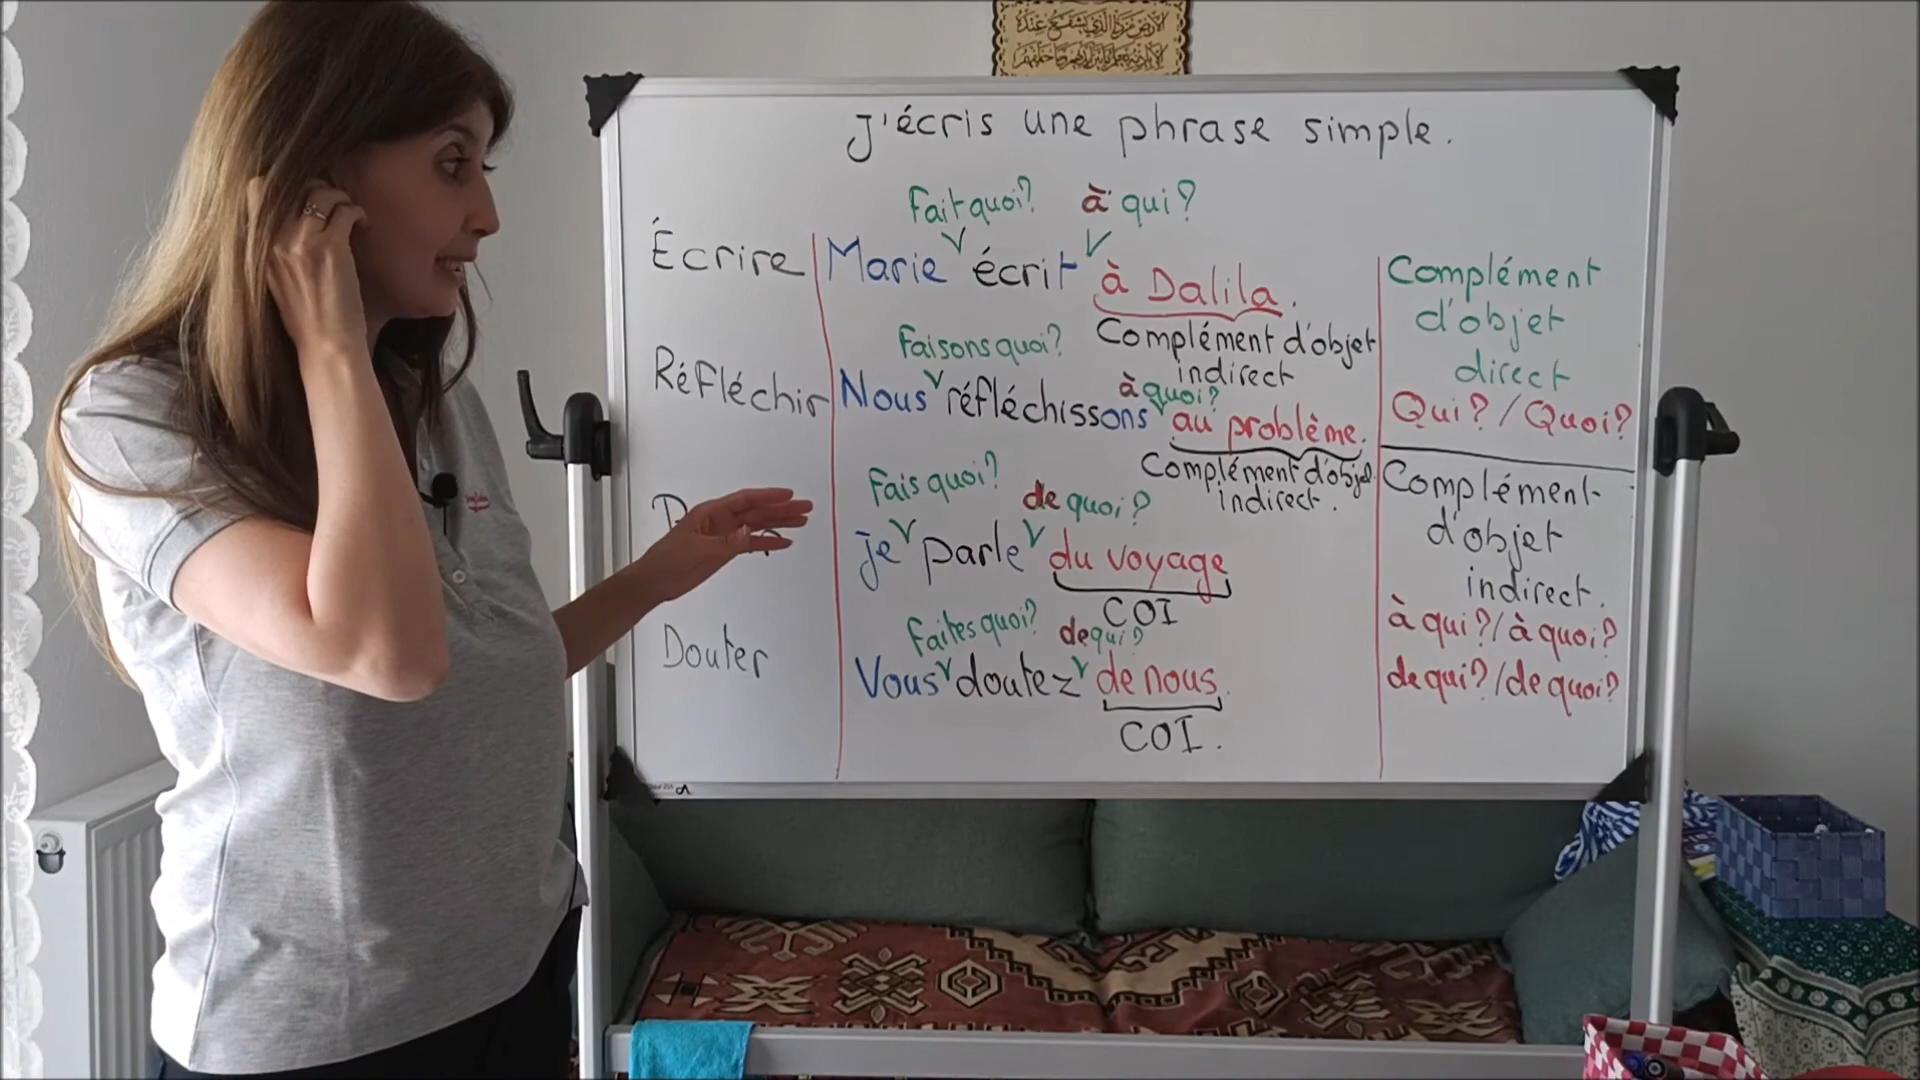 J'écris une phrase simple.
Fait quoi? à qui?
Écrire Marie écrit à Dalila.
Complément d'objet indirect
Faisons quoi? à quoi?
Réfléchir Nous réfléchissons au problème.
Complément d'objet indirect.
Fais quoi? de quoi?
je parle du voyage
COI
Faites quoi? de qui?
Douter Vous doutez de nous.
COI.
Complément
d'objet
direct
Qui? / Quoi?
Complément
d'objet
indirect.
à qui?/à quoi?
de qui?/de quoi?